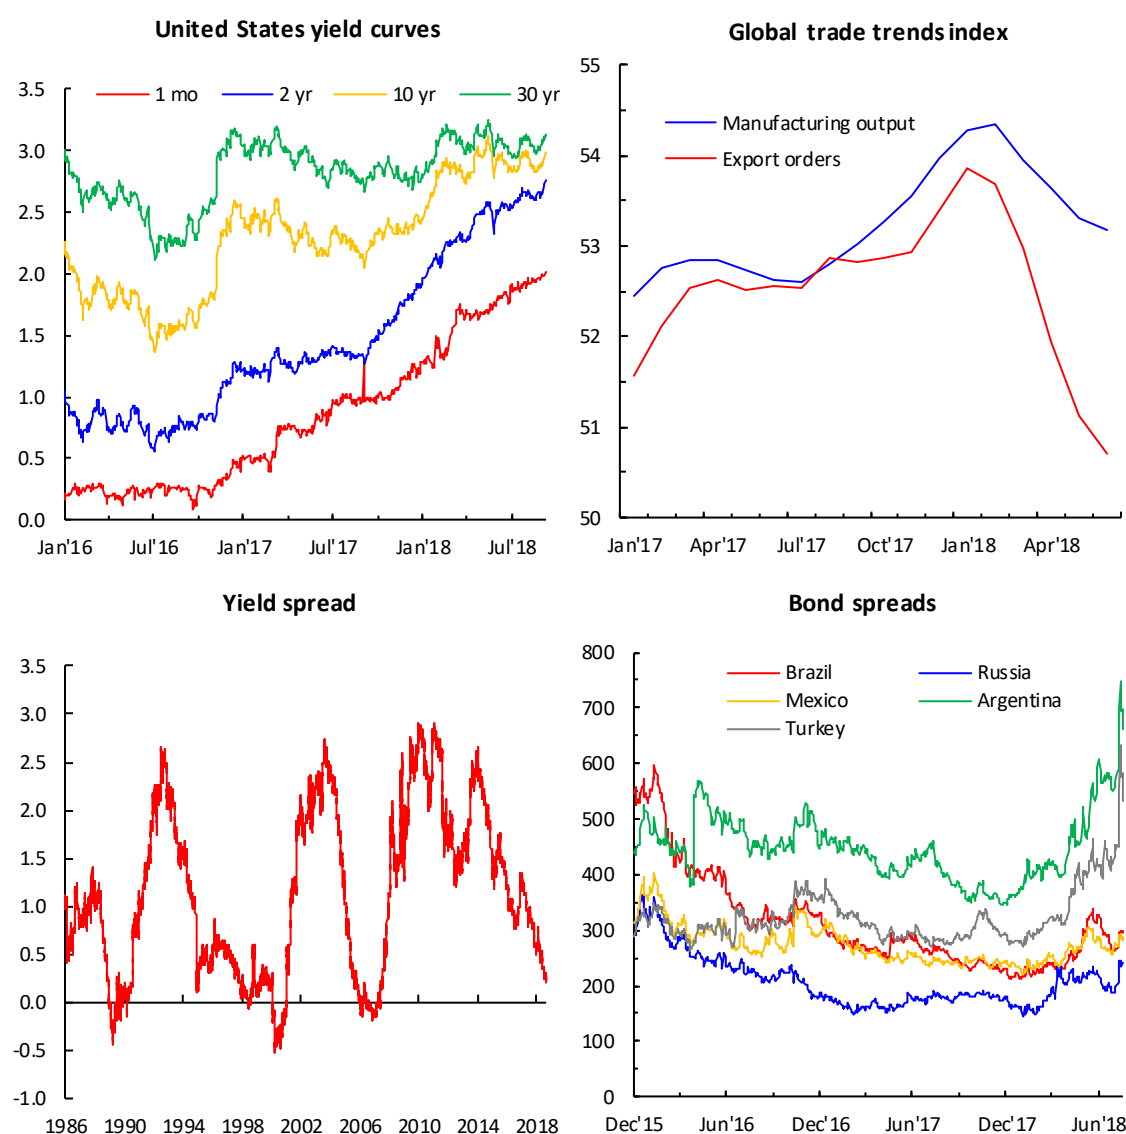 United States yield curves
3.5
3.0
2.5
2.0
1.5
1.0
0.5
0.0
1 mo 2 yr 10 yr 30 yr
Jan'16 Jul'16 Jan'17 Jul'17 Jan'18 Jul'18
Global trade trends index
55
54
53
52
51
50
Manufacturing output
Export orders
Jan'17 Apr'17 Jul'17 Oct'17 Jan'18 Apr'18
Yield spread
3.5
3.0
2.5
2.0
1.5
1.0
0.5
0.0
-0.5
-1.0
1986 1990 1994 1998 2002 2006 2010 2014 2018
Bond spreads
800
700
600
500
400
300
200
100
0
Brazil Russia
Mexico Argentina
Turkey
Dec'15 Jun'16 Dec'16 Jun'17 Dec'17 Jun'18